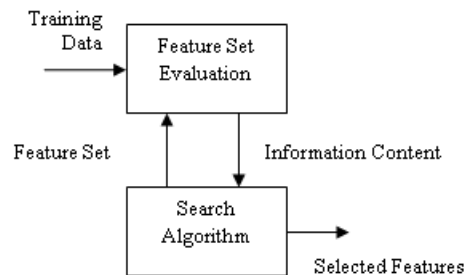 Training
Data
Feature Set
Evaluation
Feature Set
Information Content
Search
Algorithm
Selected Features